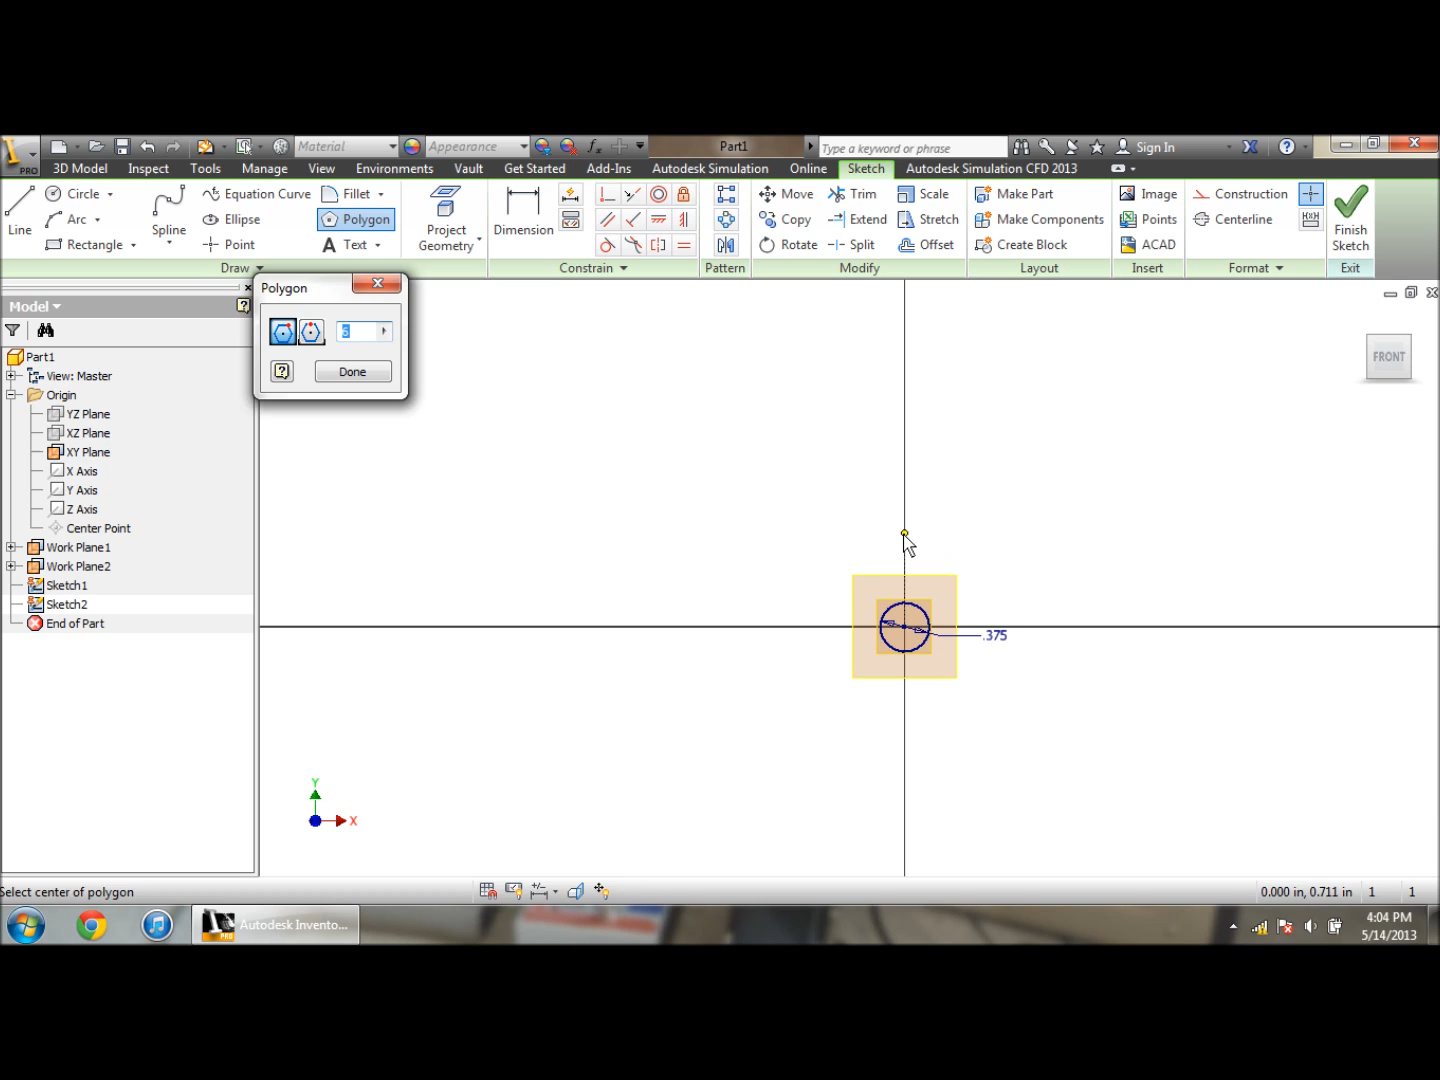 Material
Appearance
Part1
Type a keyword or phrase
Sign In
PRO
3D Model
Inspect
Tools
Manage
View
Environments
Vault
Get Started
Add-Ins
Autodesk Simulation
Online
Sketch
Autodesk Simulation CFD 2013
Line
Circle
Arc
Rectangle
Spline
Equation Curve
Ellipse
Point
Fillet
Polygon
Text
Draw
Project
Geometry
Dimension
Constrain
Pattern
Move
Copy
Rotate
Trim
Extend
Split
Scale
Stretch
Offset
Modify
Make Part
Make Components
Create Block
Layout
Image
Points
ACAD
Insert
Construction
Centerline
Format
Finish
Sketch
Exit
Polygon
6
Done
Model
Part1
View: Master
Origin
YZ Plane
XZ Plane
XY Plane
X Axis
Y Axis
Z Axis
Center Point
Work Plane1
Work Plane2
Sketch1
Sketch2
End of Part
FRONT
.375
Y
X
Select center of polygon
0.000 in, 0.711 in
1
1
PRO
Autodesk Invento...
4:04 PM
5/14/2013